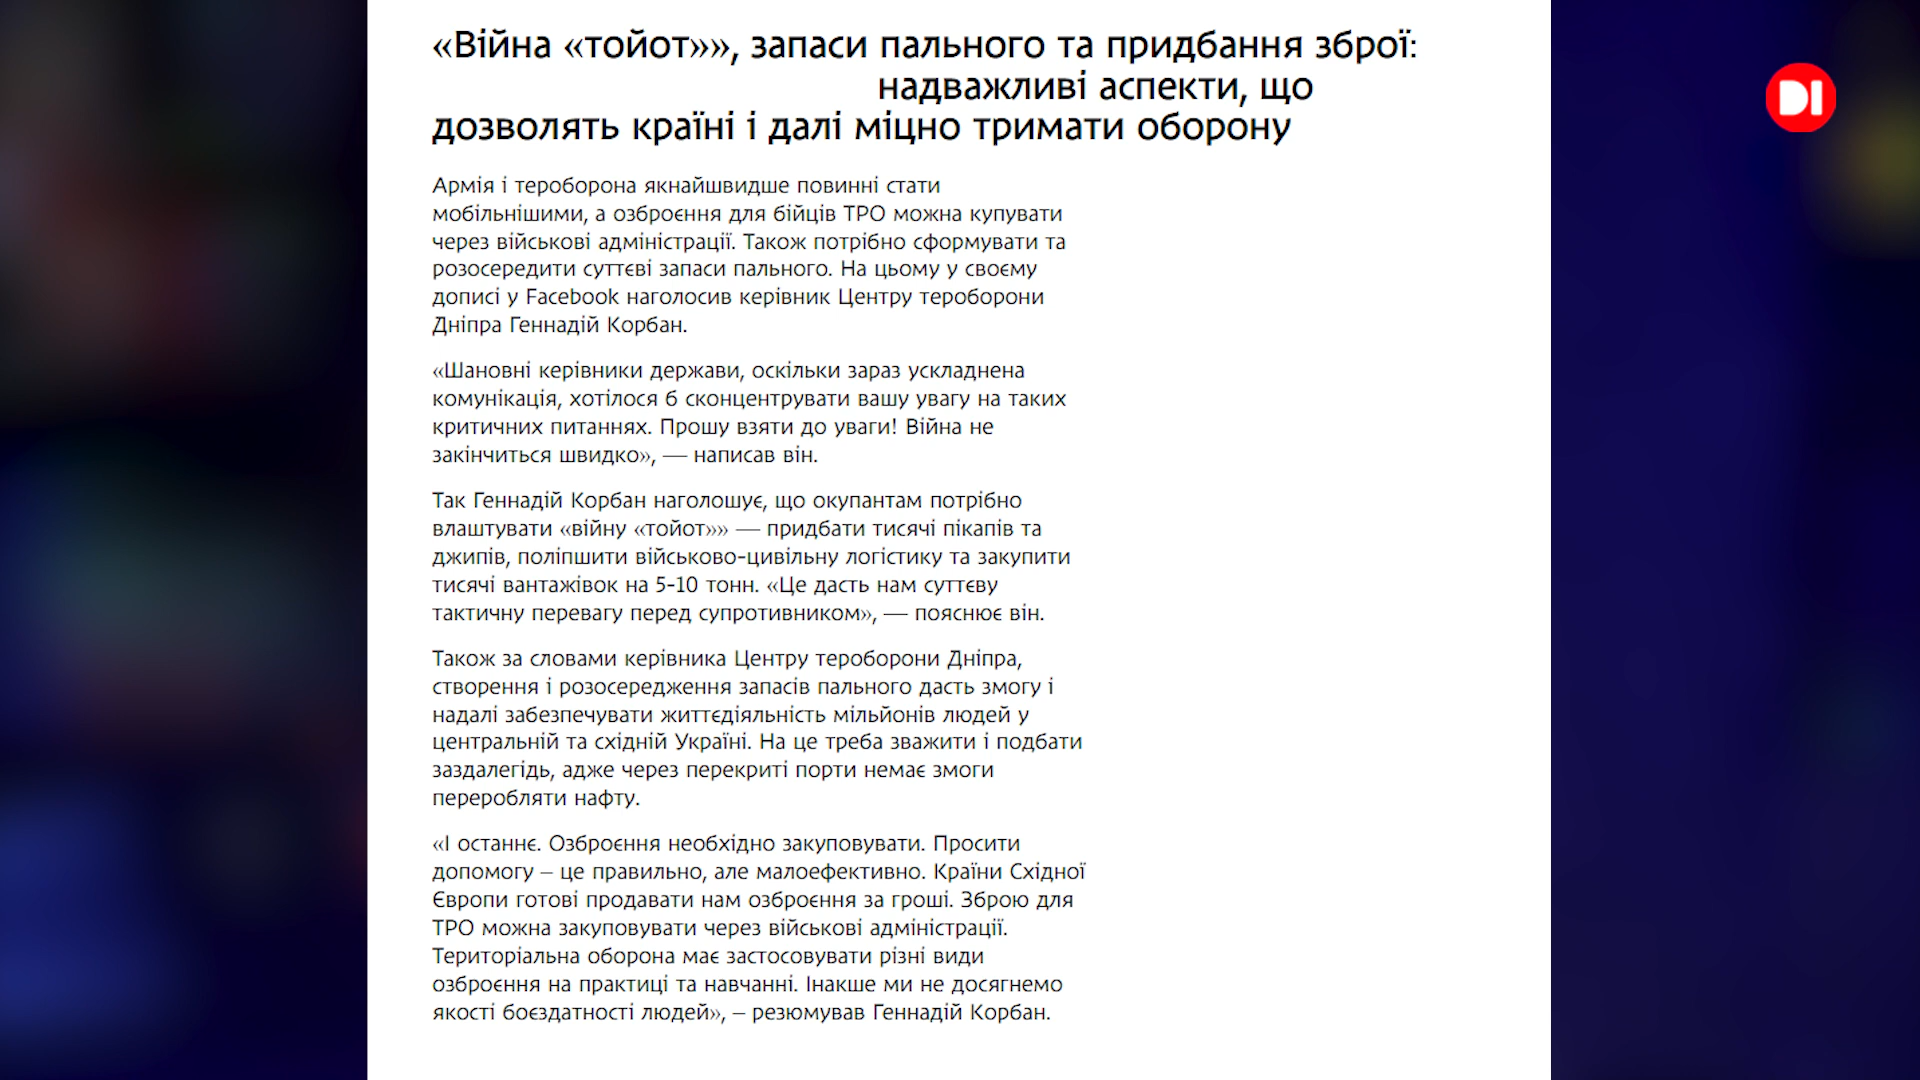 «Війна «тойот»», запаси пального та придбання зброї:
надважливі аспекти, що
дозволять країні і далі міцно тримати оборону
DI
Армія і тероборона якнайшвидше повинні стати
мобільнішими, а озброєння для бійців ТРО можна купувати
через військові адміністрації. Також потрібно сформувати та
розосередити суттєві запаси пального. На цьому у своєму
дописі у Facebook наголосив керівник Центру тероборони
Дніпра Геннадій Корбан.
«Шановні керівники держави, оскільки зараз ускладнена
комунікація, хотілося б сконцентрувати вашу увагу на таких
критичних питаннях. Прошу взяти до уваги! Війна не
закінчиться швидко», — написав він.
Так Геннадій Корбан наголошує, що окупантам потрібно
влаштувати «війну «тойот»» — придбати тисячі пікапів та
джипів, поліпшити військово-цивільну логістику та закупити
тисячі вантажівок на 5-10 тонн. «Це дасть нам суттєву
тактичну перевагу перед супротивником», — пояснює він.
Також за словами керівника Центру тероборони Дніпра,
створення і розосередження запасів пального дасть змогу і
надалі забезпечувати життєдіяльність мільйонів людей у
центральній та східній Україні. На це треба зважити і подбати
заздалегідь, адже через перекриті порти немає змоги
переробляти нафту.
«І останнє. Озброєння необхідно закуповувати. Просити
допомогу – це правильно, але малоефективно. Країни Східної
Європи готові продавати нам озброєння за гроші. Зброю для
ТРО можна закуповувати через військові адміністрації.
Територіальна оборона має застосовувати різні види
озброєння на практиці та навчанні. Інакше ми не досягнемо
якості боєздатності людей», – резюмував Геннадій Корбан.